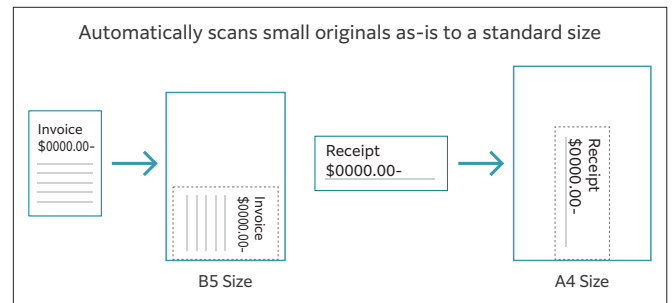 Automatically scans small originals as-is to a standard size
Invoice
$0000.00-
Invoice
$0000.00-
B5 Size
Receipt
$0000.00-
Receipt
$0000.00-
A4 Size